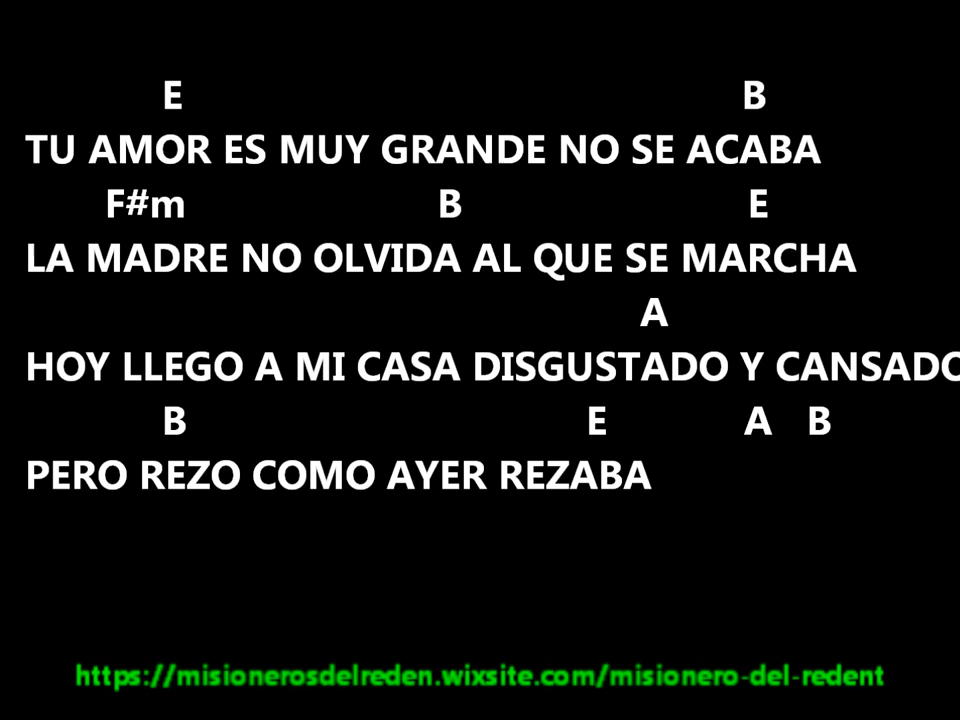 E B
TU AMOR ES MUY GRANDE NO SE ACABA
F#m B E
LA MADRE NO OLVIDA AL QUE SE MARCHA
A
HOY LLEGO A MI CASA DISGUSTADO Y CANSADO
B E A B
PERO REZO COMO AYER REZABA
https://misionerosdelreden.wixsite.com/misionero-del-redent